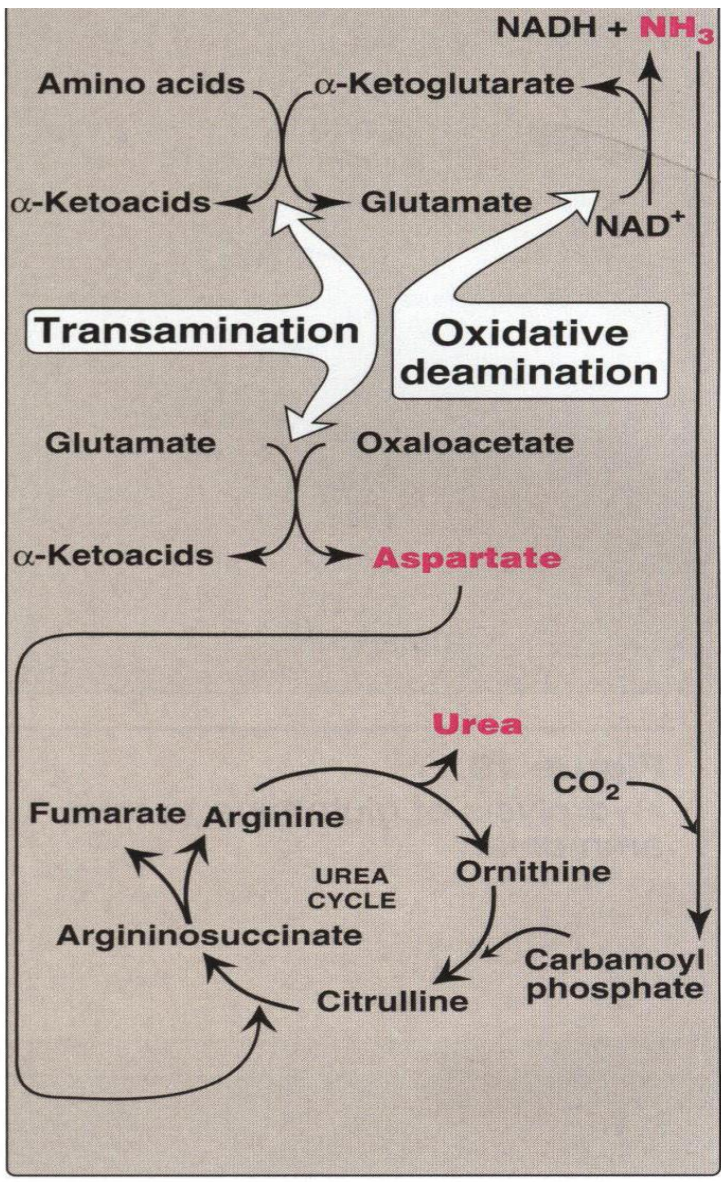 NADH + NH₃
Amino acids
α-Ketoglutarate
α-Ketoacids
Glutamate
NAD⁺
Transamination
Oxidative
deamination
Glutamate
Oxaloacetate
α-Ketoacids
Aspartate
Urea
CO₂
Fumarate
Arginine
UREA
CYCLE
Ornithine
Argininosuccinate
Carbamoyl
phosphate
Citrulline